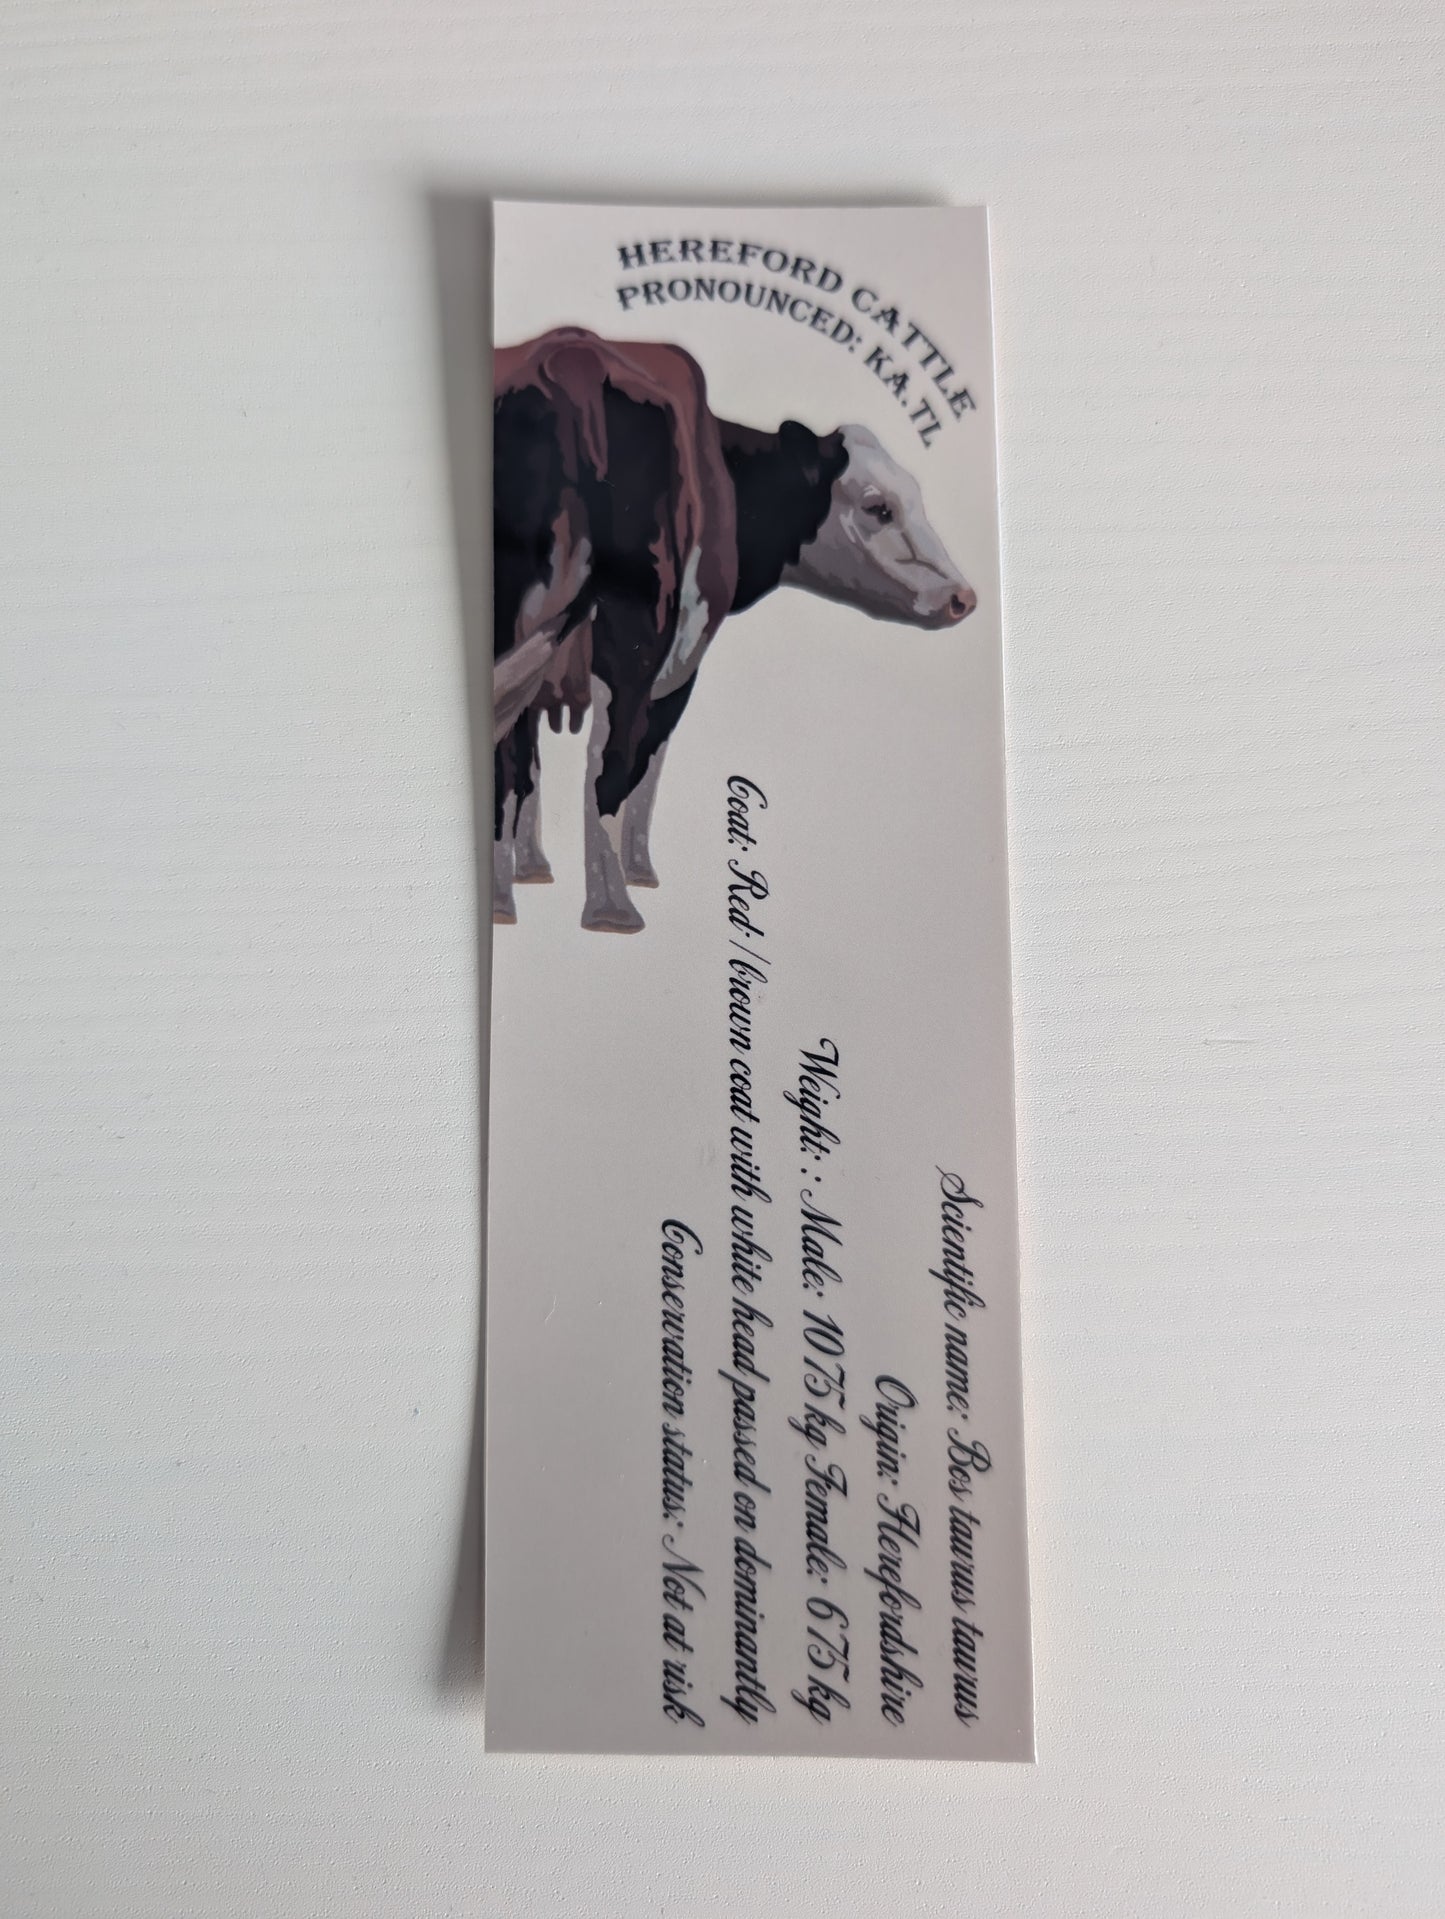 HEREFORD CATTLE
PRONOUNCED: KA.TL
Scientific name: Bos taurus taurus
Origin: Herefordshire
Weight: : Male: 1075 kg Female: 675 kg
Coat: Red /brown coat with white head passed on dominantly
Conservation status: Not at risk